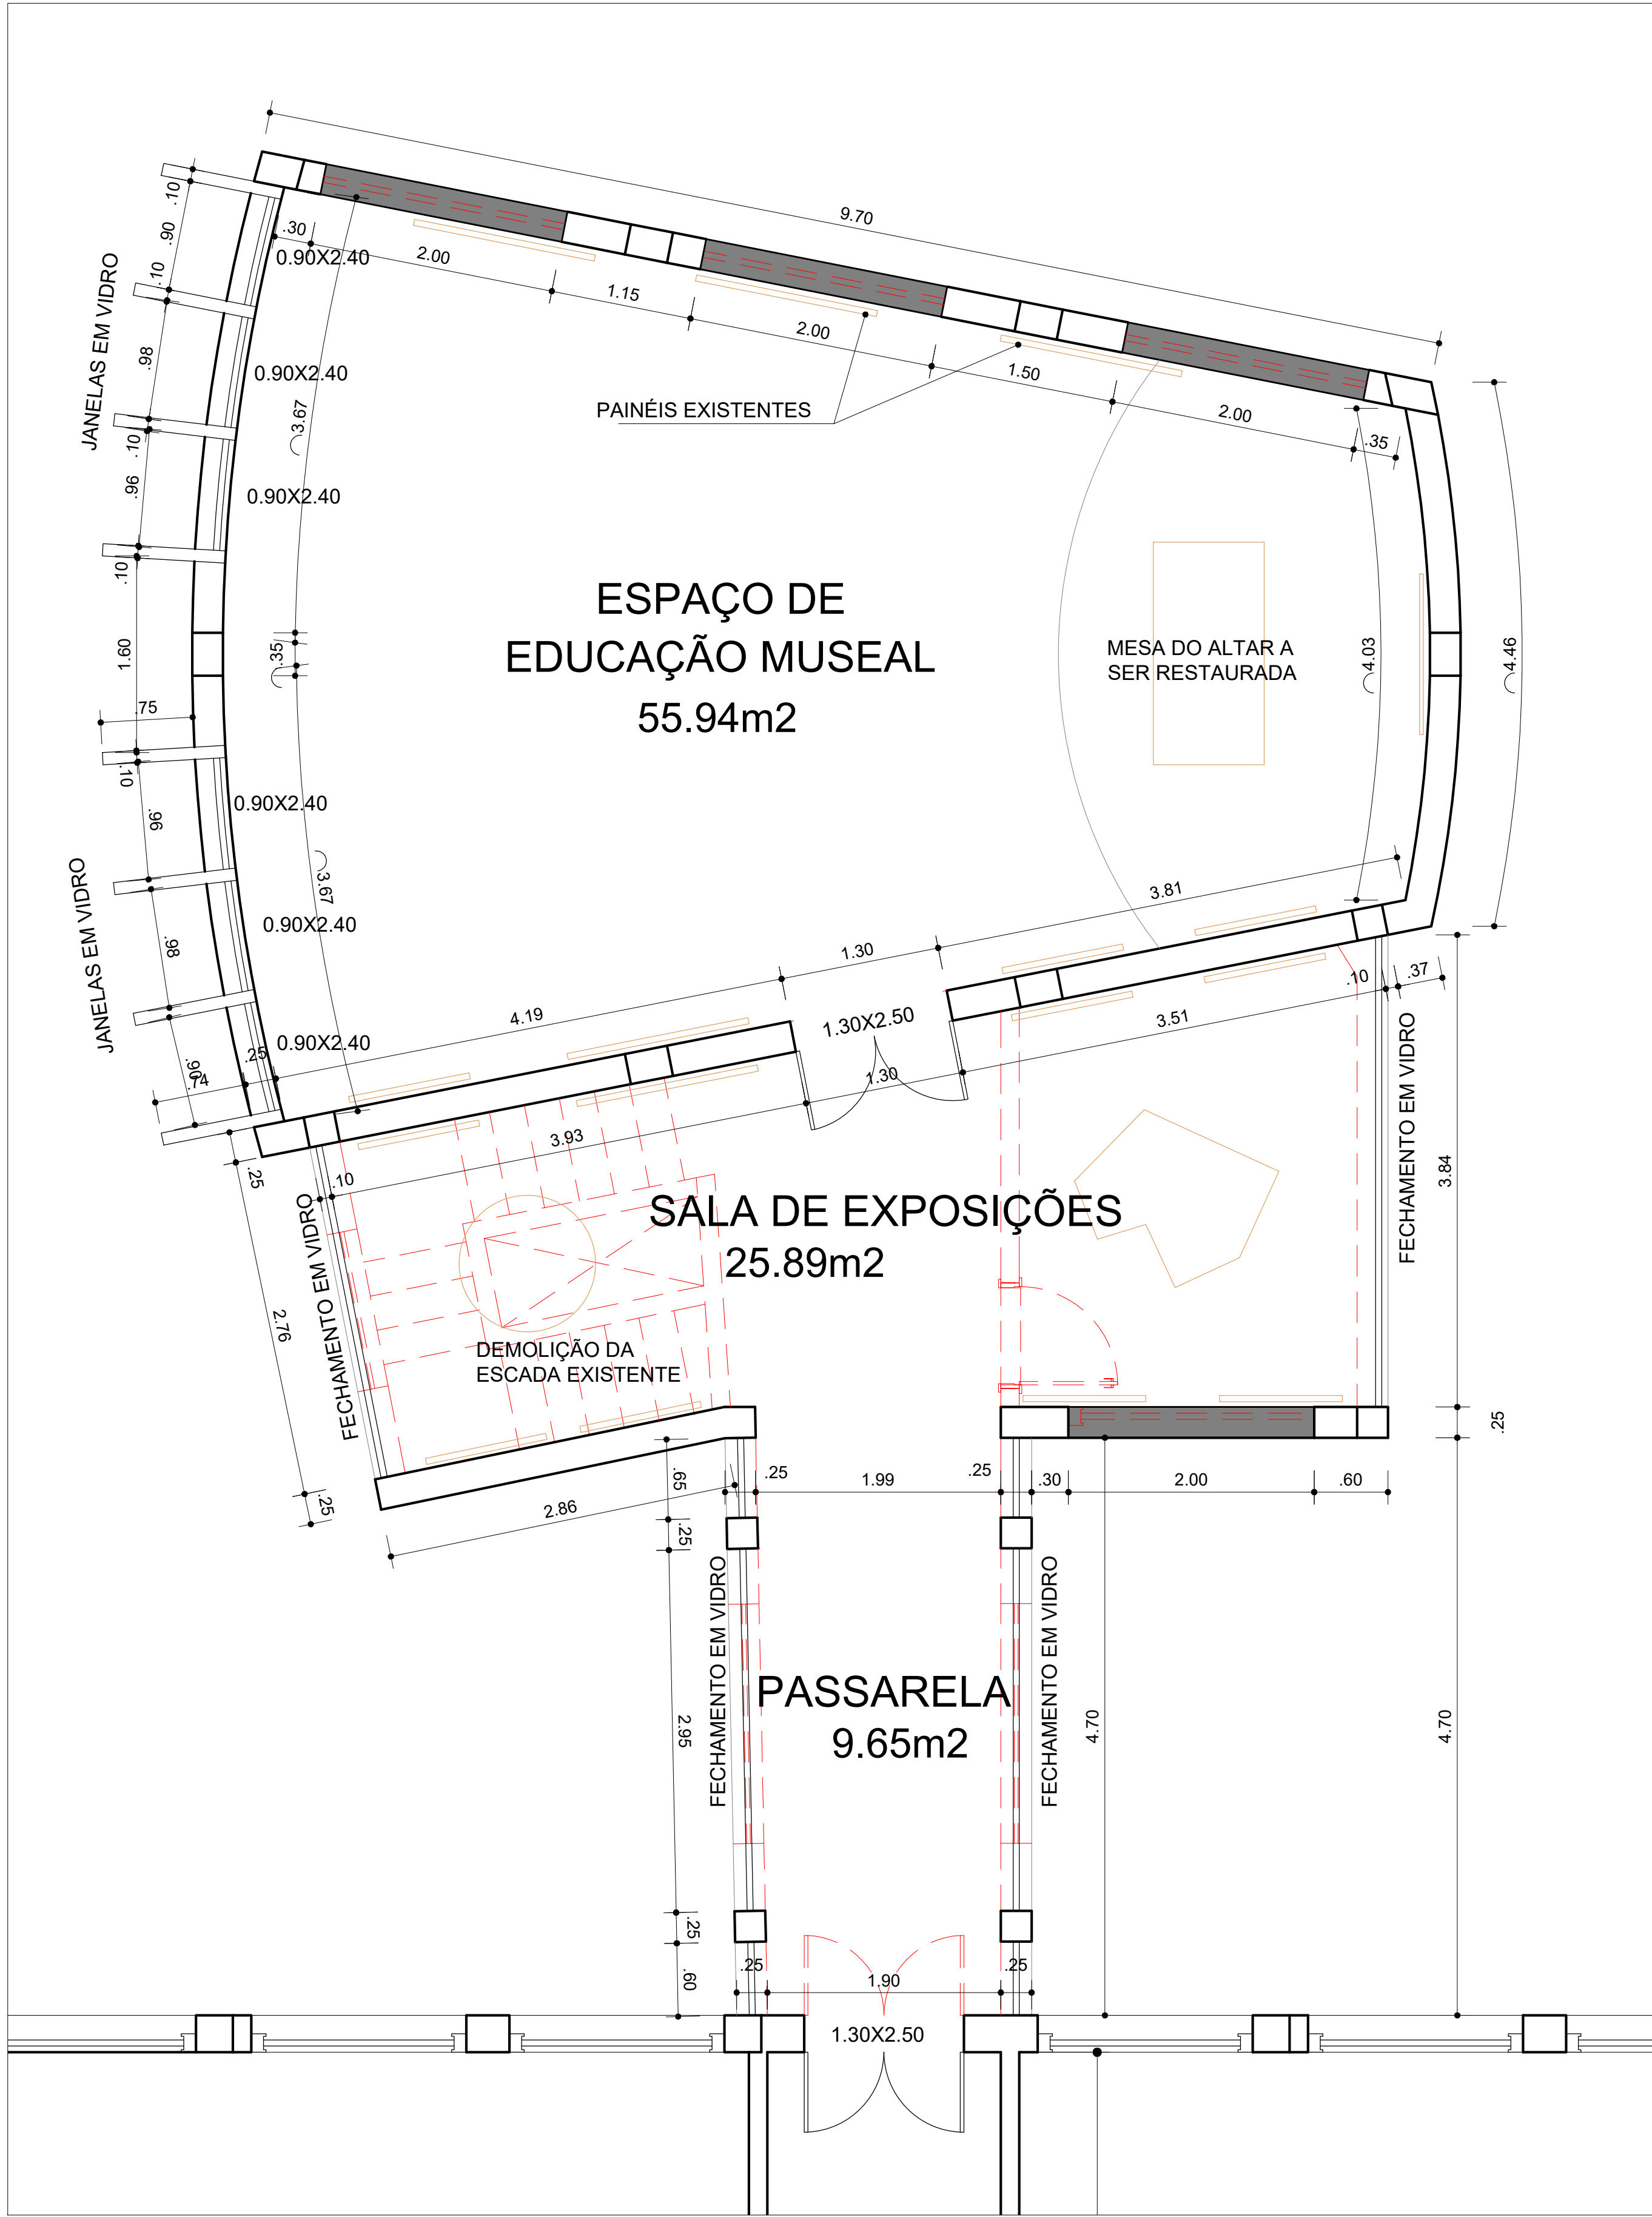 9.70
.10
.90
.10
.30
0.90X2.40
2.00
1.15
2.00
1.50
2.00
.35
JANELAS EM VIDRO
.98
0.90X2.40
3.67
PAINÉIS EXISTENTES
.10
.96
0.90X2.40
.10
ESPAÇO DE
EDUCAÇÃO MUSEAL
55.94m2
MESA DO ALTAR A
SER RESTAURADA
4.03
4.46
1.60
.35
.75
.10
.96
0.90X2.40
3.67
3.81
JANELAS EM VIDRO
.98
0.90X2.40
1.30
4.19
1.30X2.50
3.51
.10
.37
.90
.74
.25
0.90X2.40
1.30
3.93
.10
.25
FECHAMENTO EM VIDRO
3.84
SALA DE EXPOSIÇÕES
25.89m2
FECHAMENTO EM VIDRO
2.76
DEMOLIÇÃO DA
ESCADA EXISTENTE
.25
.25
2.86
.65
.25
1.99
.25
.30
2.00
.60
.25
FECHAMENTO EM VIDRO
FECHAMENTO EM VIDRO
PASSARELA
9.65m2
2.95
4.70
4.70
.25
.60
.25
1.90
.25
1.30X2.50